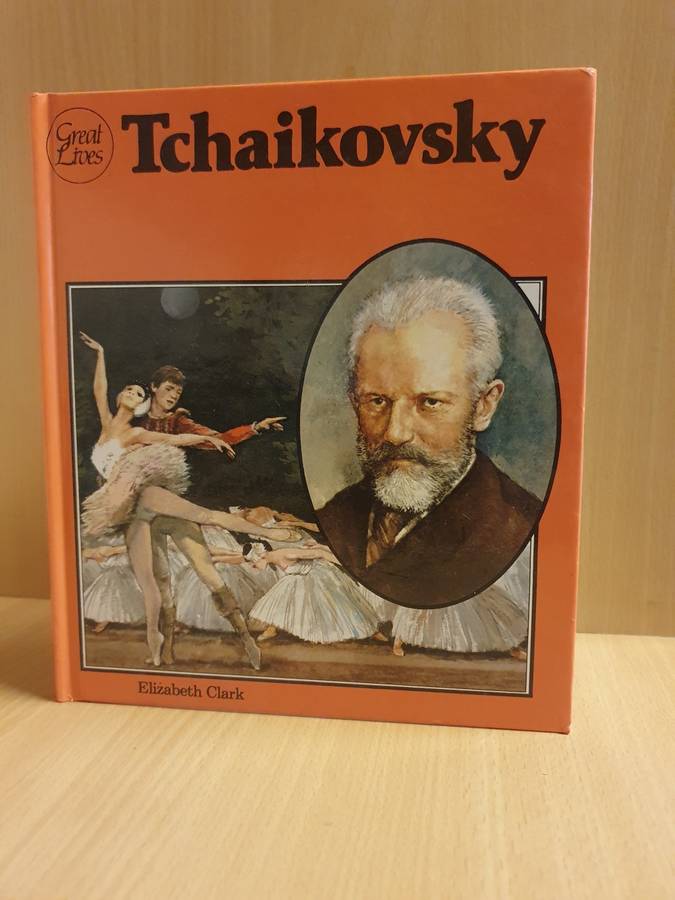 Great
Lives
Tchaikovsky
Elizabeth Clark